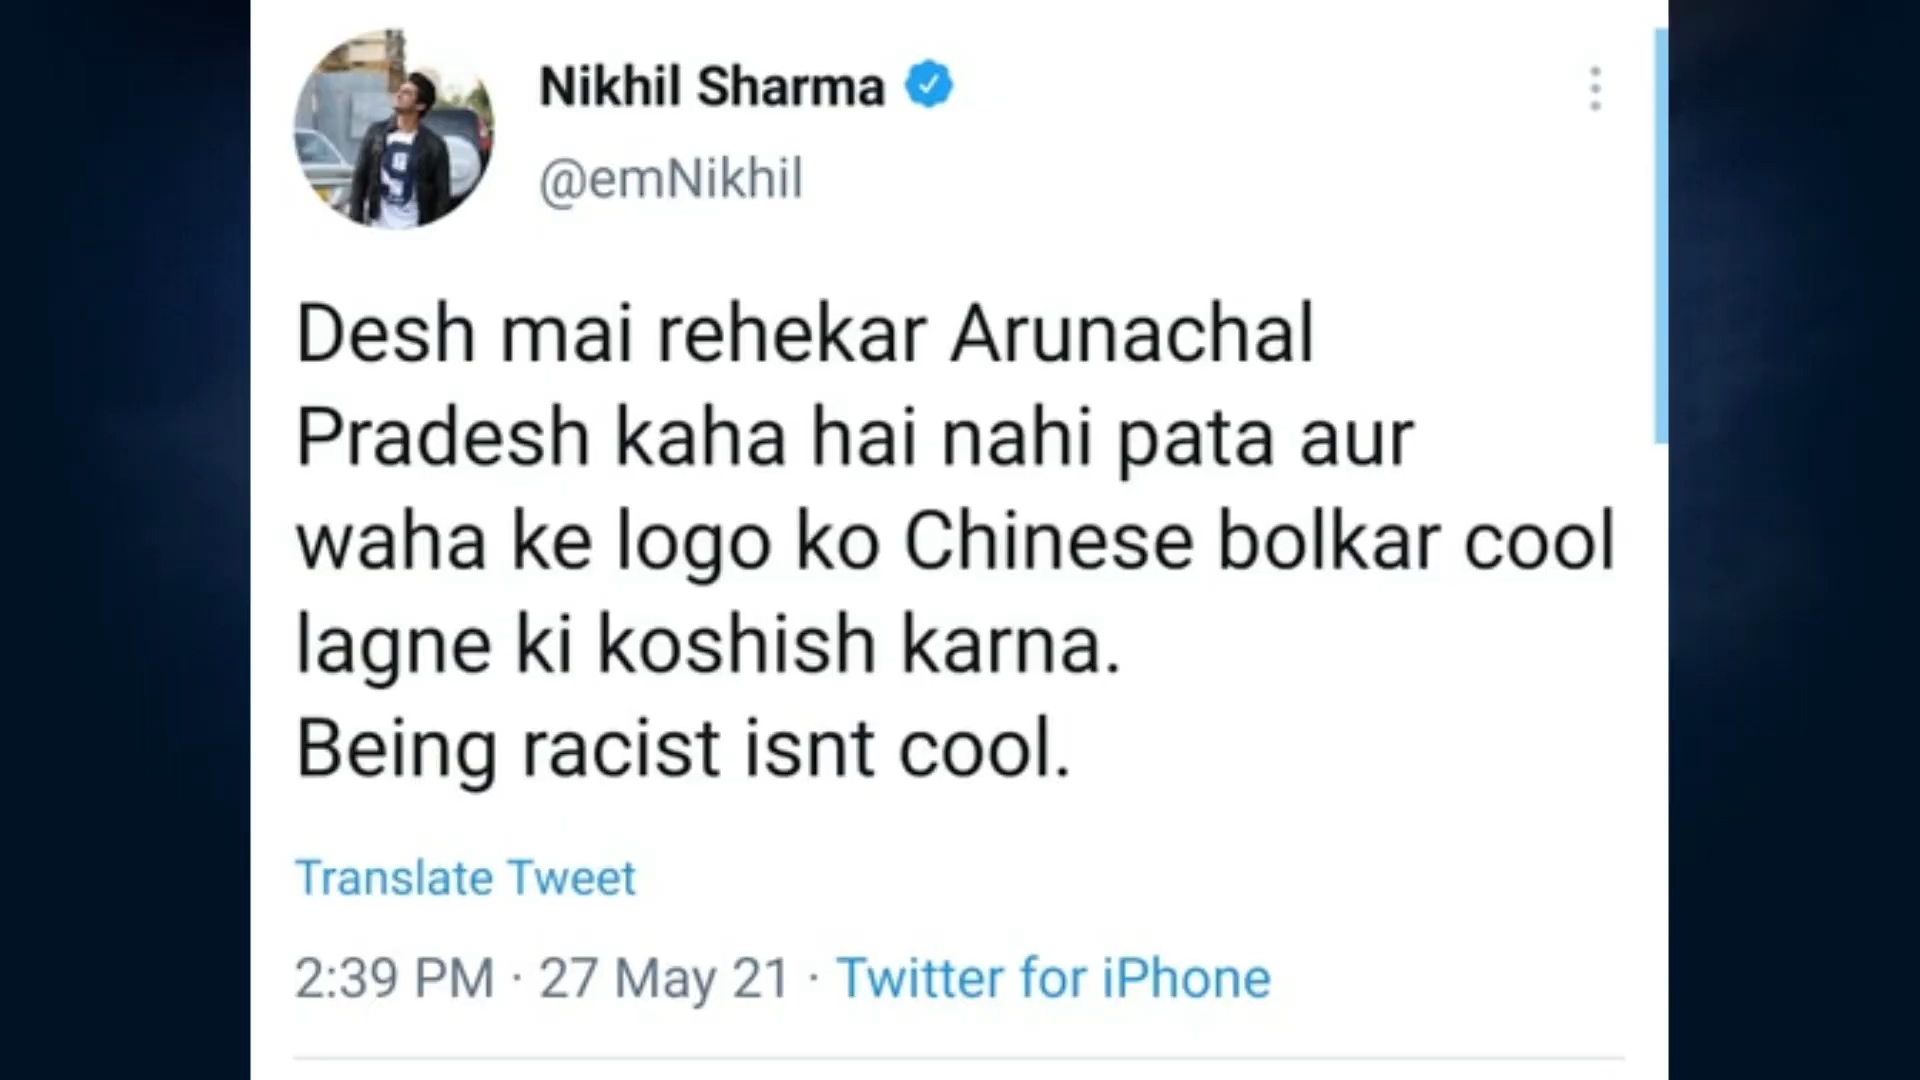 Nikhil Sharma
@emNikhil
Desh mai rehekar Arunachal
Pradesh kaha hai nahi pata aur
waha ke logo ko Chinese bolkar cool
lagne ki koshish karna.
Being racist isnt cool.
Translate Tweet
2:39 PM · 27 May 21 · Twitter for iPhone